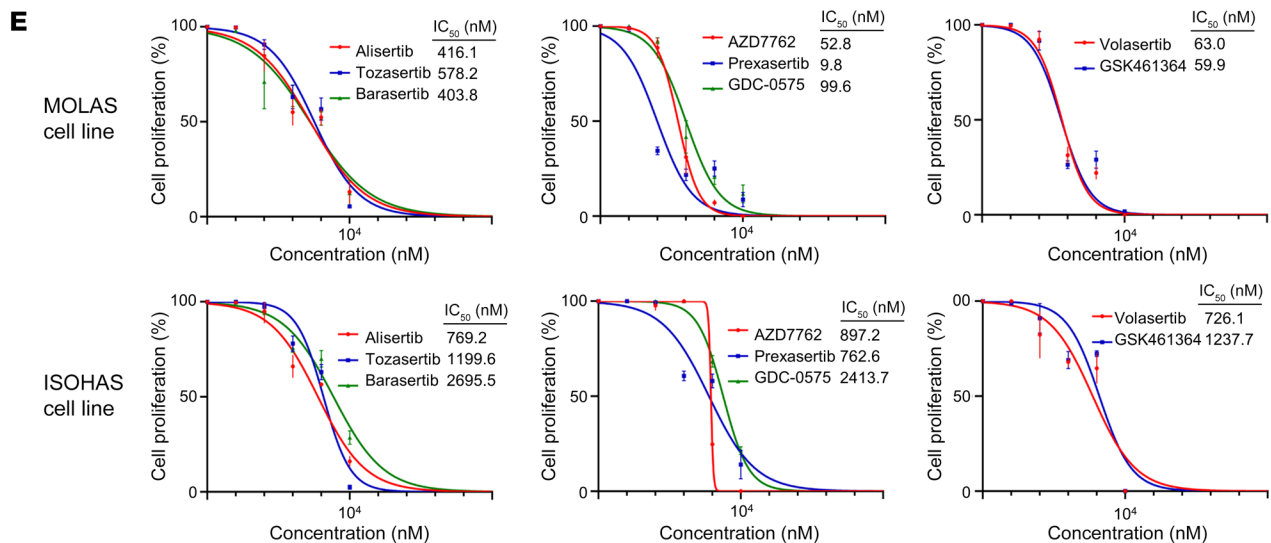 E
MOLAS
cell line
Cell proliferation (%)
100
50
0
10⁴
Concentration (nM)
IC₅₀ (nM)
Alisertib 416.1
Tozasertib 578.2
Barasertib 403.8
Cell proliferation (%)
100
50
0
10⁴
Concentration (nM)
IC₅₀ (nM)
AZD7762 52.8
Prexasertib 9.8
GDC-0575 99.6
Cell proliferation (%)
100
50
0
10⁴
Concentration (nM)
IC₅₀ (nM)
Volasertib 63.0
GSK461364 59.9
ISOHAS
cell line
Cell proliferation (%)
100
50
0
10⁴
Concentration (nM)
IC₅₀ (nM)
Alisertib 769.2
Tozasertib 1199.6
Barasertib 2695.5
Cell proliferation (%)
100
50
0
10⁴
Concentration (nM)
IC₅₀ (nM)
AZD7762 897.2
Prexasertib 762.6
GDC-0575 2413.7
Cell proliferation (%)
00
50
0
10⁴
Concentration (nM)
IC₅₀ (nM)
Volasertib 726.1
GSK461364 1237.7